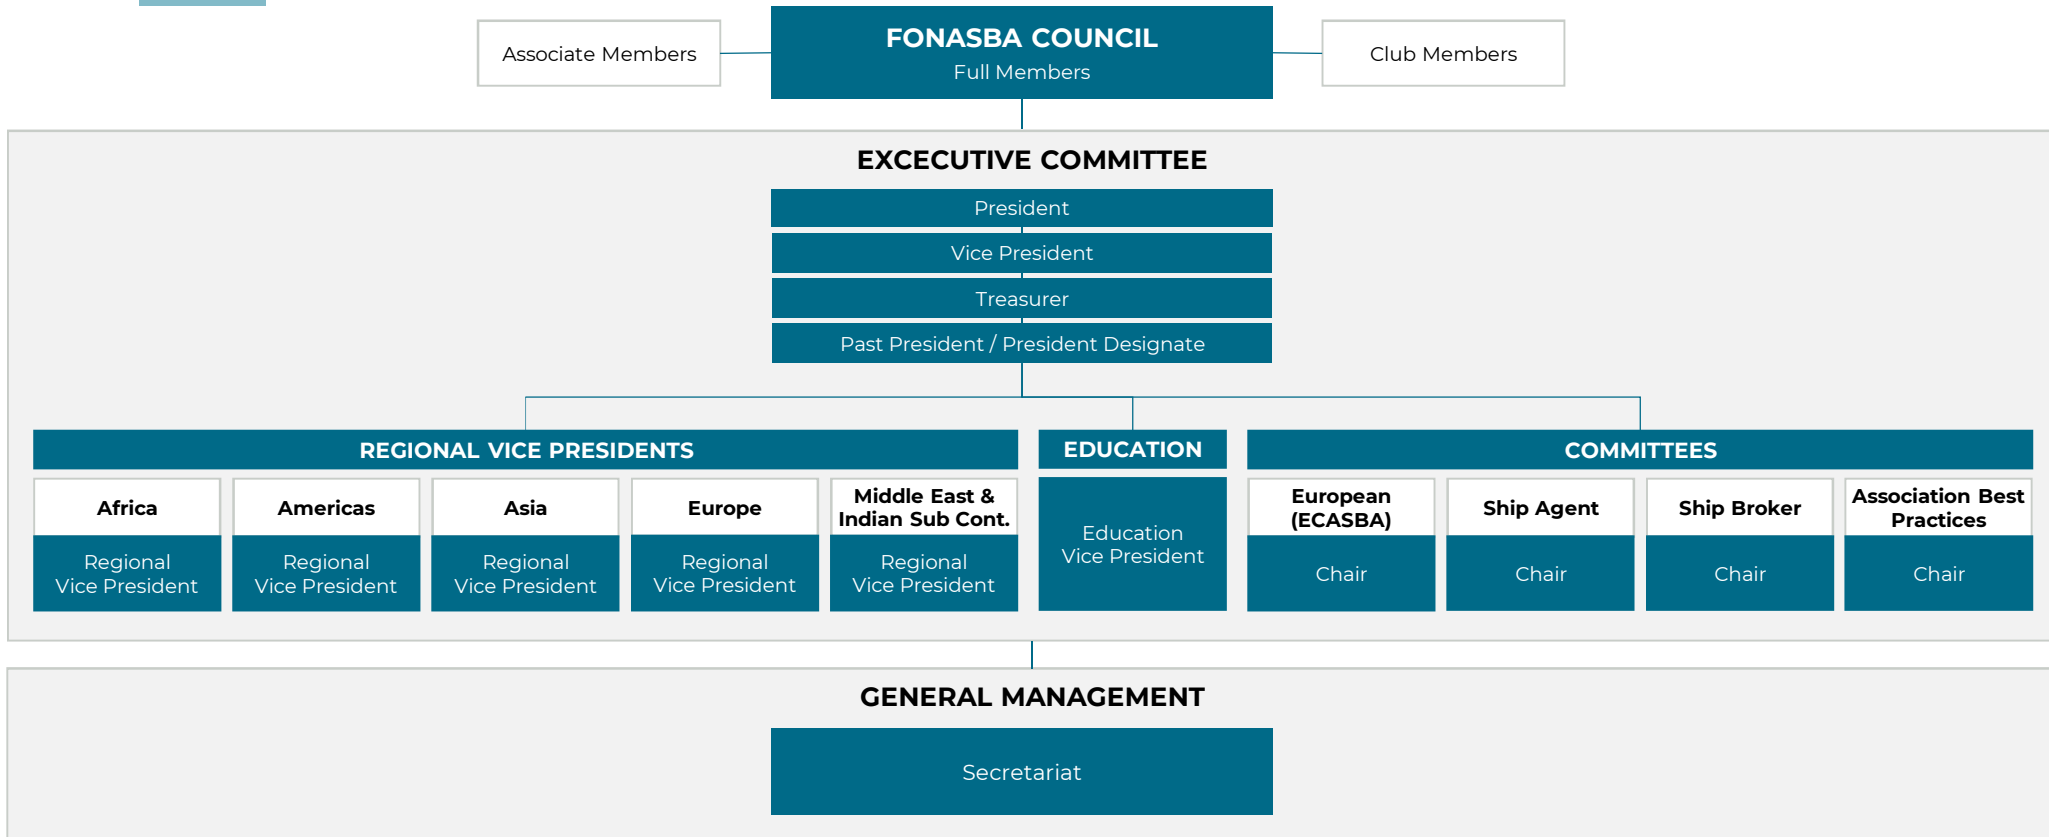 Associate Members
FONASBA COUNCIL
Full Members
Club Members
EXCECUTIVE COMMITTEE
President
Vice President
Treasurer
Past President / President Designate
REGIONAL VICE PRESIDENTS
Africa
Regional
Vice President
Americas
Regional
Vice President
Asia
Regional
Vice President
Europe
Regional
Vice President
Middle East &
Indian Sub Cont.
Regional
Vice President
EDUCATION
Education
Vice President
COMMITTEES
European
(ECASBA)
Chair
Ship Agent
Chair
Ship Broker
Chair
Association Best
Practices
Chair
GENERAL MANAGEMENT
Secretariat